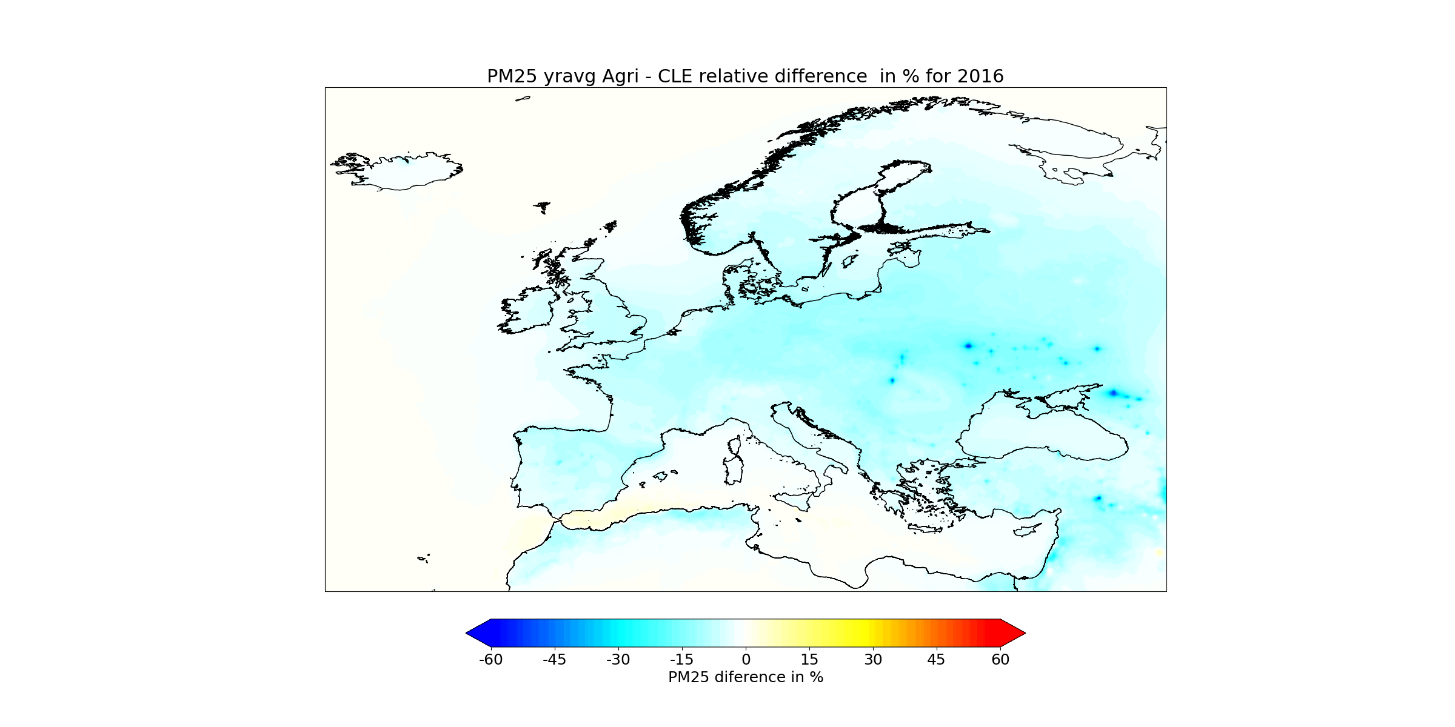 PM25 yravg Agri - CLE relative difference  in % for 2016
-60 -45 -30 -15 0 15 30 45 60
PM25 diference in %